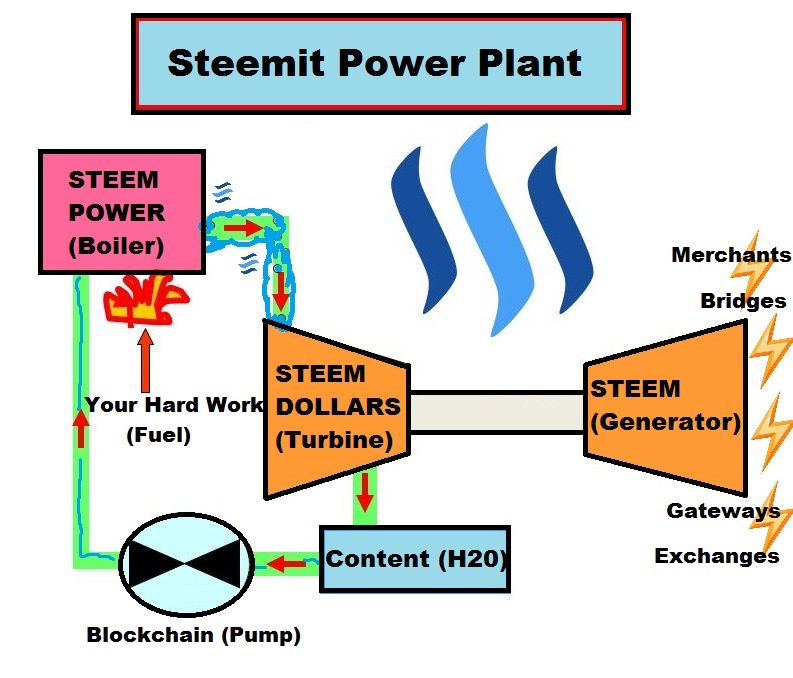 Steemit Power Plant
STEEM
POWER
(Boiler)
Merchants
Bridges
STEEM
DOLLARS
(Turbine)
STEEM
(Generator)
Your Hard Work
(Fuel)
Gateways
Exchanges
Content (H20)
Blockchain (Pump)